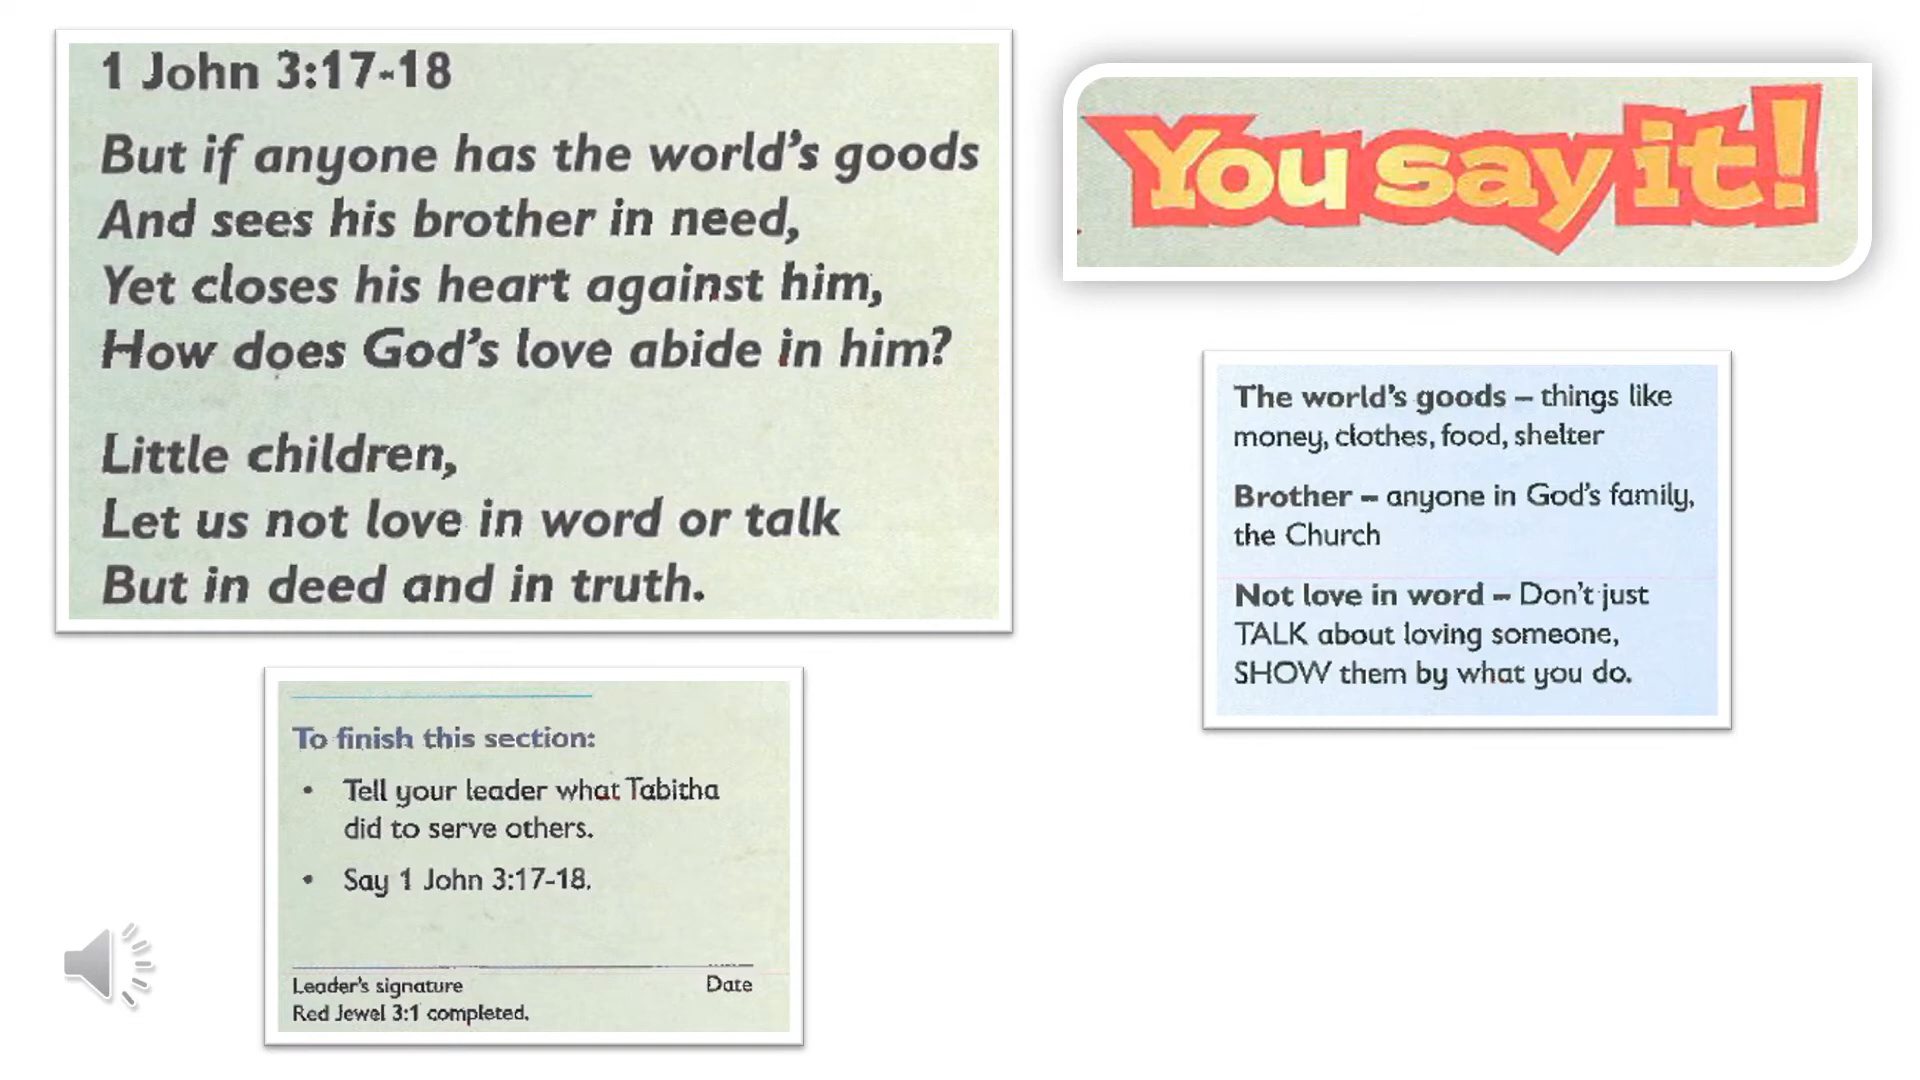 1 John 3:17-18
But if anyone has the world's goods
And sees his brother in need,
Yet closes his heart against him,
How does God's love abide in him?
Little children,
Let us not love in word or talk
But in deed and in truth.
You say it!
The world's goods – things like
money, clothes, food, shelter
Brother – anyone in God's family,
the Church
Not love in word – Don't just
TALK about loving someone,
SHOW them by what you do.
To finish this section:
• Tell your leader what Tabitha
did to serve others.
• Say 1 John 3:17-18.
Leader's signature Date
Red Jewel 3:1 completed.